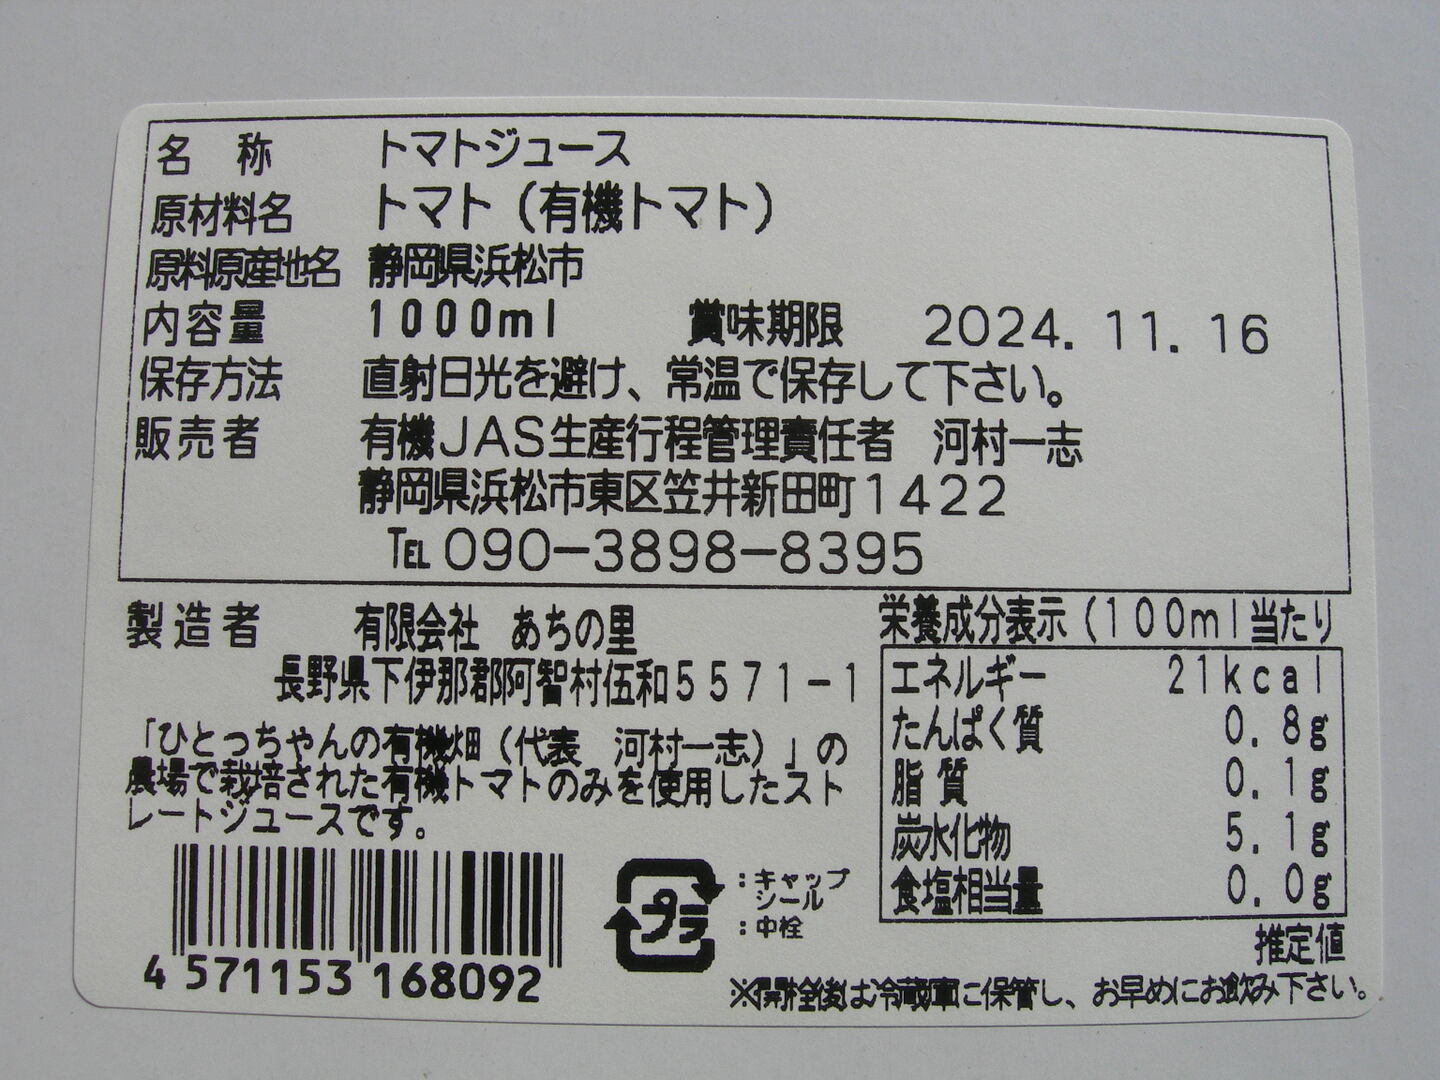 名　称　トマトジュース
原材料名　トマト（有機トマト）
原料原産地名　静岡県浜松市
内容量　1000ml　賞味期限　2024. 11. 16
保存方法　直射日光を避け、常温で保存して下さい。
販売者　有機JAS生産行程管理責任者　河村一志
静岡県浜松市東区笠井新田町1422
TEL 090−3898−8395
製造者　有限会社　あちの里
長野県下伊那郡阿智村伍和5571−1
「ひとっちゃんの有機畑（代表　河村一志）」の
農場で栽培された有機トマトのみを使用したスト
レートジュースです。
栄養成分表示（100ml当たり
エネルギー　21kcal
たんぱく質　0.8g
脂質　0.1g
炭水化物　5.1g
食塩相当量　0.0g
推定値
4 571153 168092
プラ
：キャップ
シール
：中栓
※開栓後は冷蔵庫に保管し、お早めにお飲み下さい。